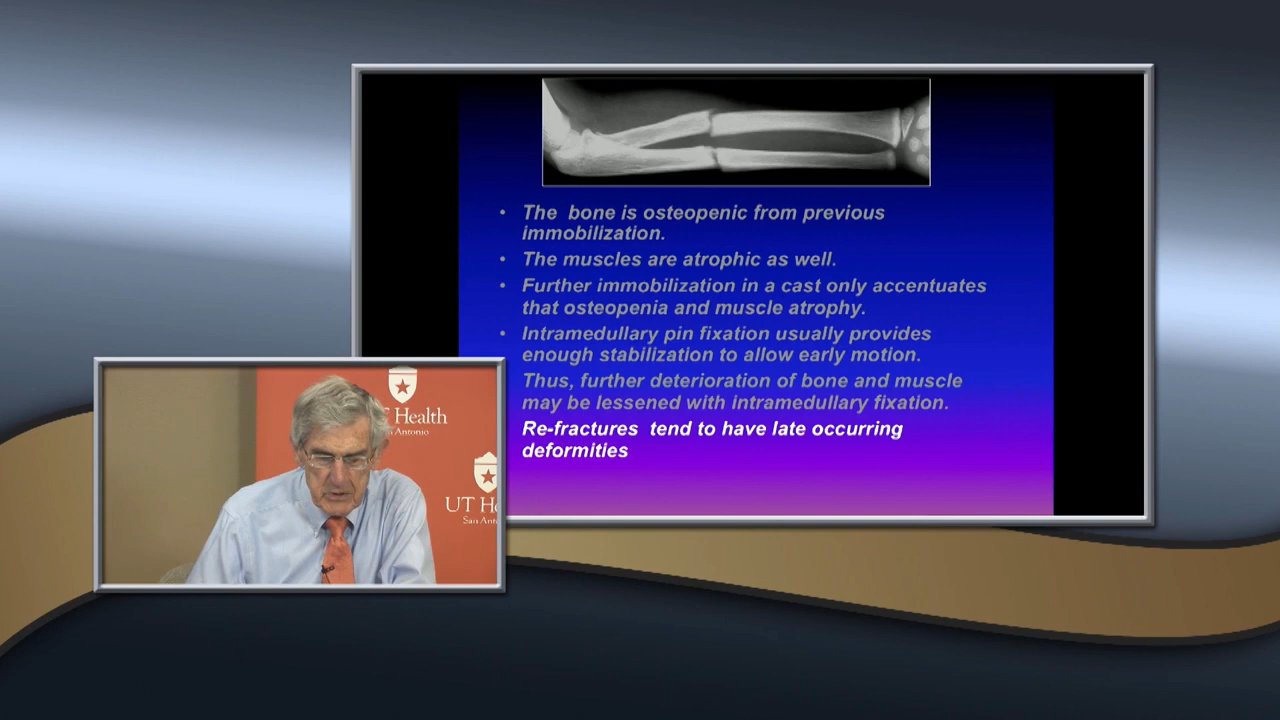 • The bone is osteopenic from previous
immobilization.
• The muscles are atrophic as well.
• Further immobilization in a cast only accentuates
that osteopenia and muscle atrophy.
• Intramedullary pin fixation usually provides
enough stabilization to allow early motion.
Thus, further deterioration of bone and muscle
may be lessened with intramedullary fixation.
Re-fractures tend to have late occurring
deformities
Health
Antonio
UT
San